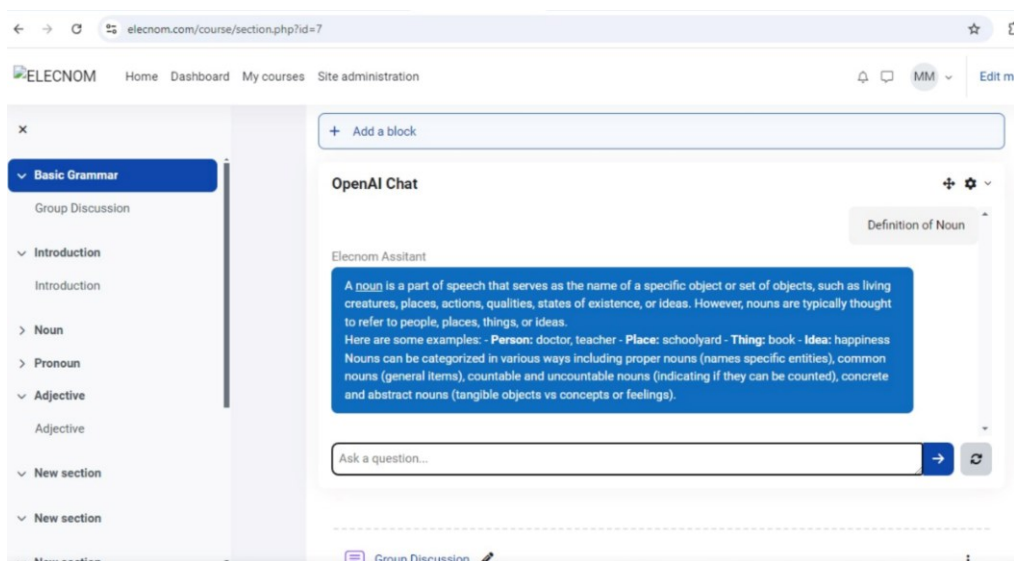 elecnom.com/course/section.php?id=7
ELECNOM Home Dashboard My courses Site administration MM Edit m
+ Add a block
Basic Grammar
Group Discussion
Introduction
Introduction
Noun
Pronoun
Adjective
Adjective
New section
New section
New section
OpenAI Chat
Definition of Noun
Elecnom Assitant
A noun is a part of speech that serves as the name of a specific object or set of objects, such as living
creatures, places, actions, qualities, states of existence, or ideas. However, nouns are typically thought
to refer to people, places, things, or ideas.
Here are some examples: - Person: doctor, teacher - Place: schoolyard - Thing: book - Idea: happiness
Nouns can be categorized in various ways including proper nouns (names specific entities), common
nouns (general items), countable and uncountable nouns (indicating if they can be counted), concrete
and abstract nouns (tangible objects vs concepts or feelings).
Ask a question...
Group Discussion